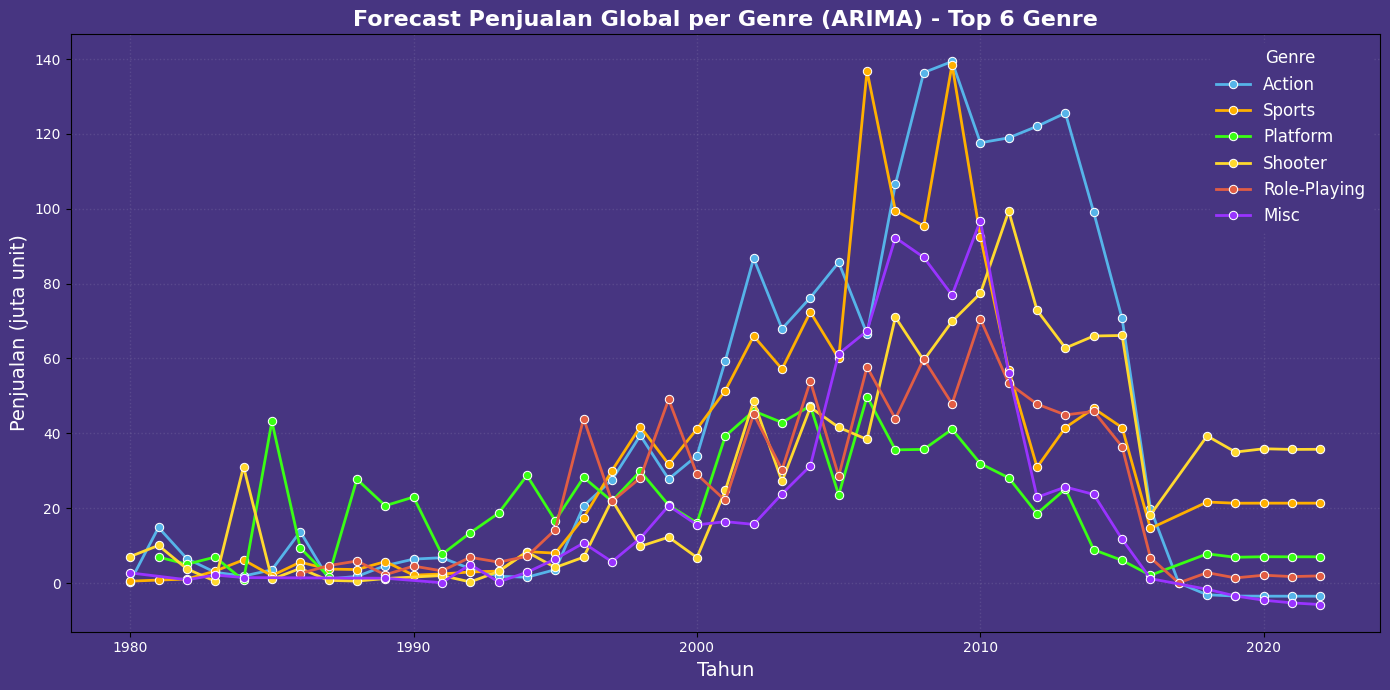 Forecast Penjualan Global per Genre (ARIMA) - Top 6 Genre
Penjualan (juta unit)
140
120
100
80
60
40
20
0
1980
1990
2000
2010
2020
Tahun
Genre
Action
Sports
Platform
Shooter
Role-Playing
Misc